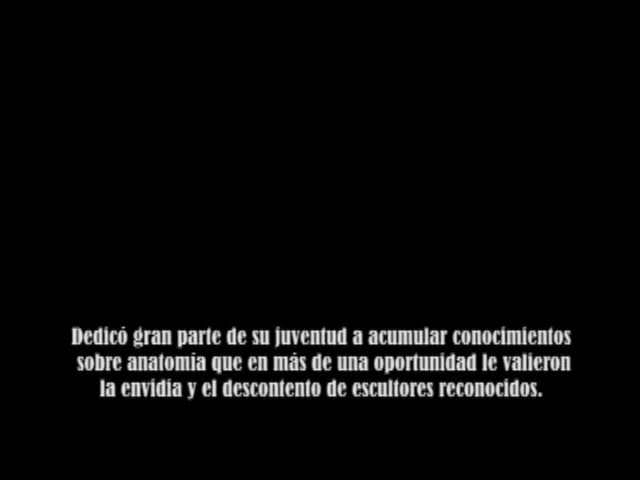 Dedicó gran parte de su juventud a acumular conocimientos
sobre anatomía que en más de una oportunidad le valieron
la envidia y el descontento de escultores reconocidos.